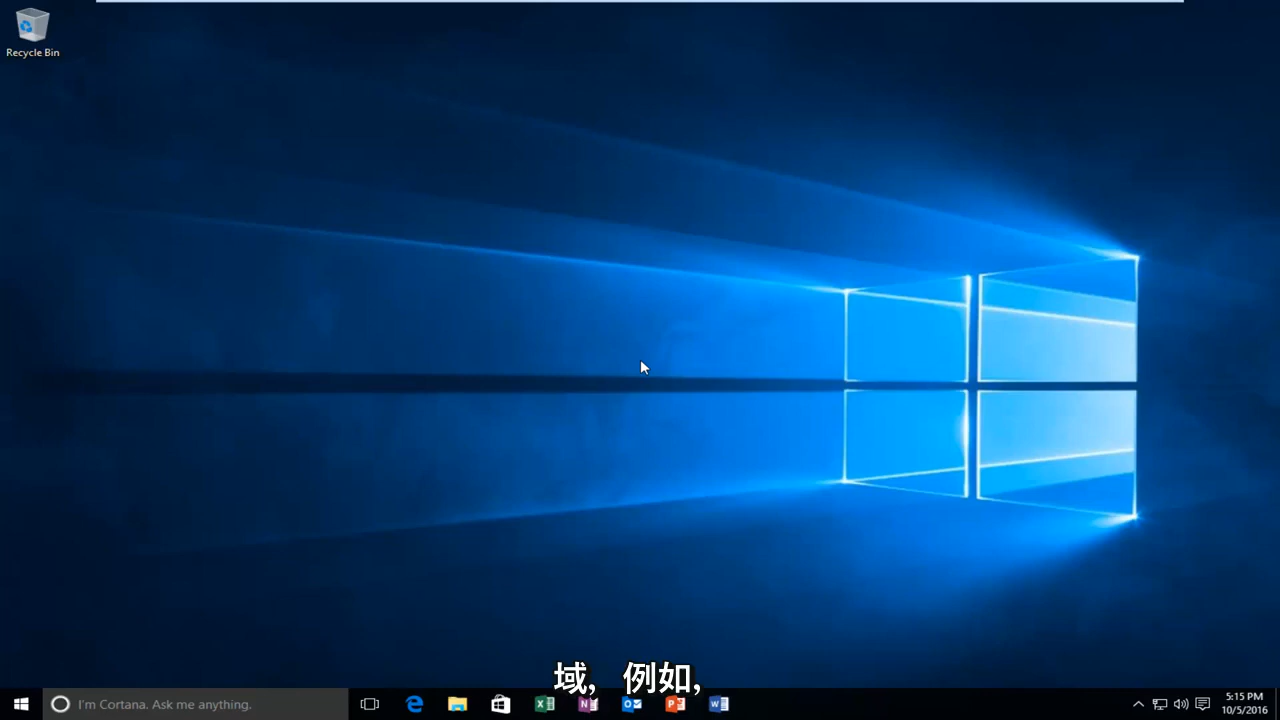 Recycle Bin
域, 例如,
I'm Cortana. Ask me anything.
5:15 PM
10/5/2016